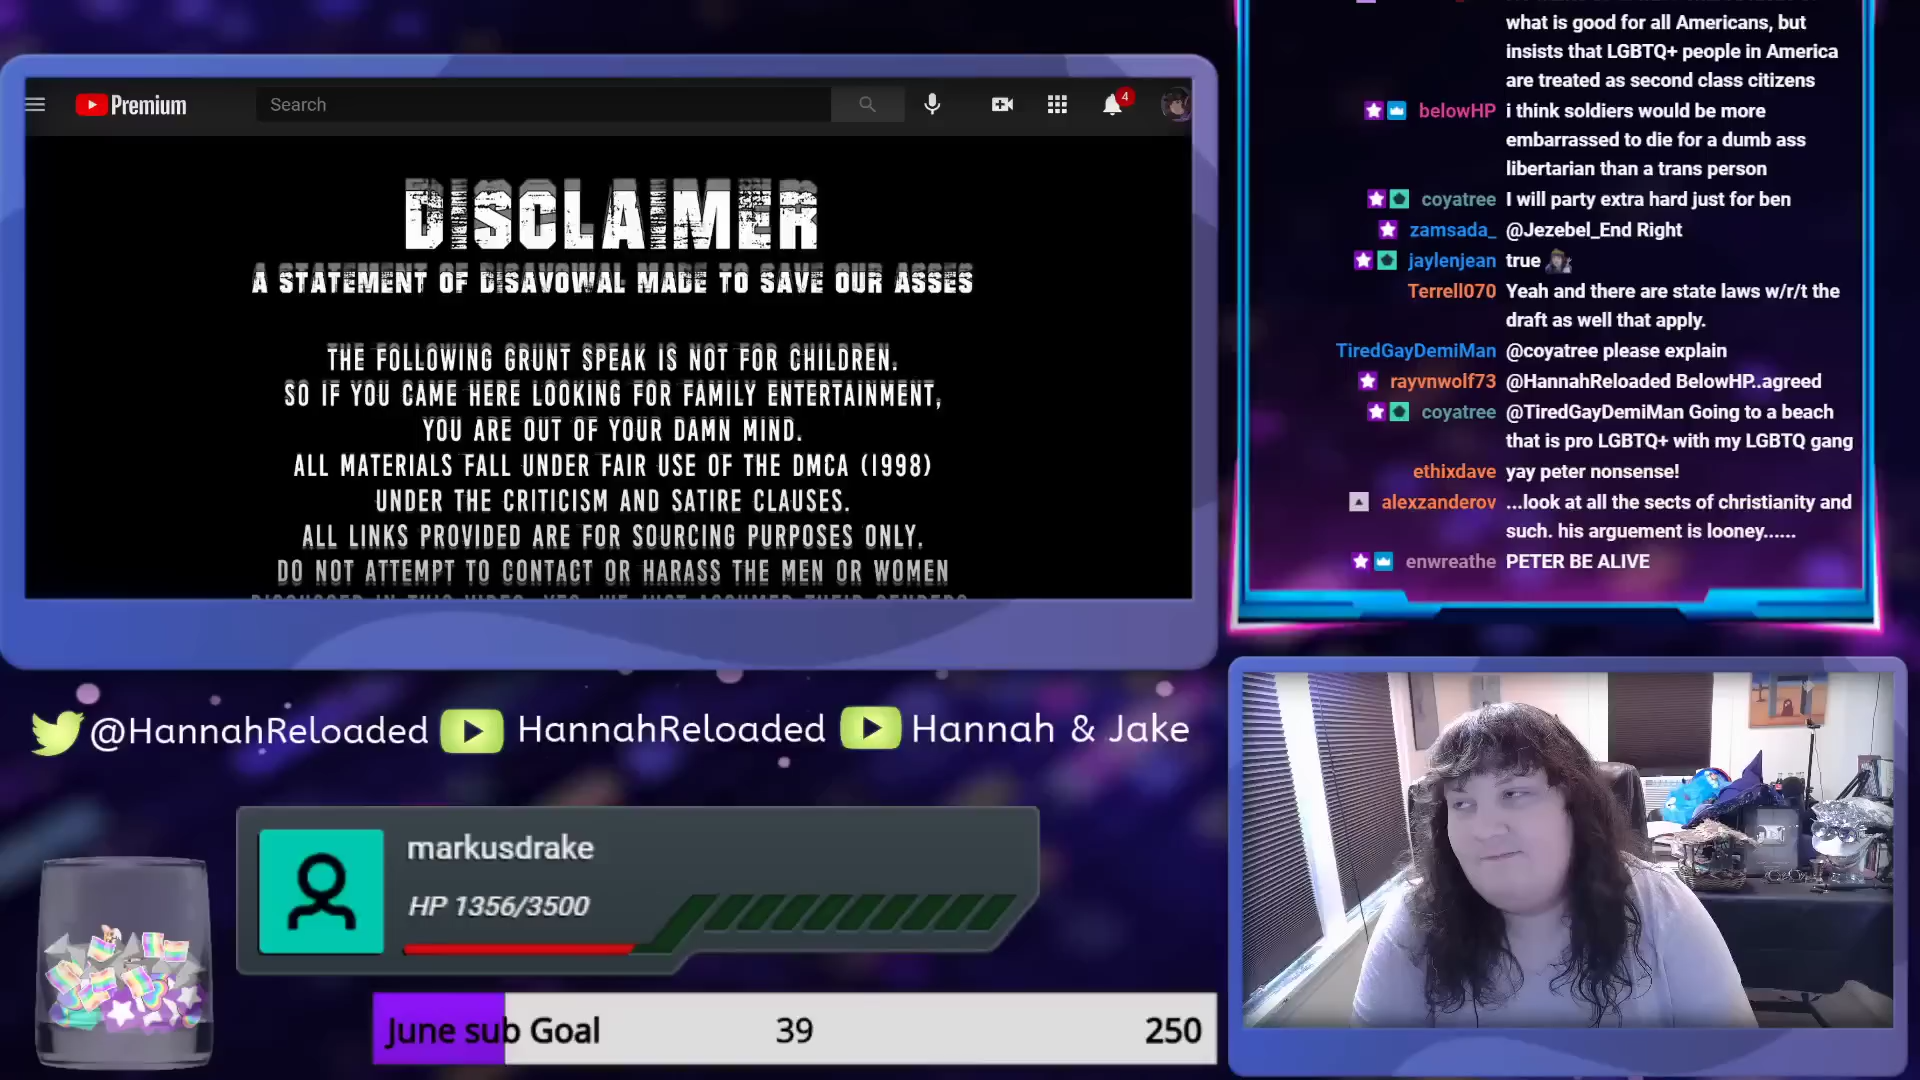 Premium
Search
4
DISCLAIMER
A STATEMENT OF DISAVOWAL MADE TO SAVE OUR ASSES
THE FOLLOWING GRUNT SPEAK IS NOT FOR CHILDREN.
SO IF YOU CAME HERE LOOKING FOR FAMILY ENTERTAINMENT,
YOU ARE OUT OF YOUR DAMN MIND.
ALL MATERIALS FALL UNDER FAIR USE OF THE DMCA (1998)
UNDER THE CRITICISM AND SATIRE CLAUSES.
ALL LINKS PROVIDED ARE FOR SOURCING PURPOSES ONLY.
DO NOT ATTEMPT TO CONTACT OR HARASS THE MEN OR WOMEN
what is good for all Americans, but
insists that LGBTQ+ people in America
are treated as second class citizens
belowHP i think soldiers would be more
embarrassed to die for a dumb ass
libertarian than a trans person
coyatree I will party extra hard just for ben
zamsada_ @Jezebel_End Right
jaylenjean true
Terrell070 Yeah and there are state laws w/r/t the
draft as well that apply.
TiredGayDemiMan @coyatree please explain
rayvnwolf73 @HannahReloaded BelowHP..agreed
coyatree @TiredGayDemiMan Going to a beach
that is pro LGBTQ+ with my LGBTQ gang
ethixdave yay peter nonsense!
alexzanderov ...look at all the sects of christianity and
such. his arguement is looney......
enwreathe PETER BE ALIVE
@HannahReloaded HannahReloaded Hannah & Jake
markusdrake
HP 1356/3500
June sub Goal 39 250